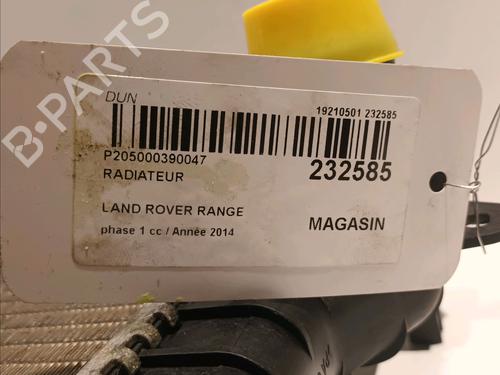 DUN
19210501 232585
P205000390047
232585
RADIATEUR
LAND ROVER RANGE
MAGASIN
phase 1 cc / Année 2014
B-PARTS